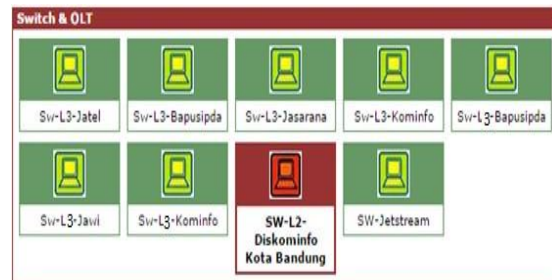 Switch & OLT
Sw-L3-Jatel
Sw-L3-Bapusipda
Sw-L3-Jasarana
Sw-L3-Kominfo
Sw-L3-Bapusipda
Sw-L3-Jawi
Sw-L3-Kominfo
SW-L2-
Diskominfo
Kota Bandung
SW-Jetstream